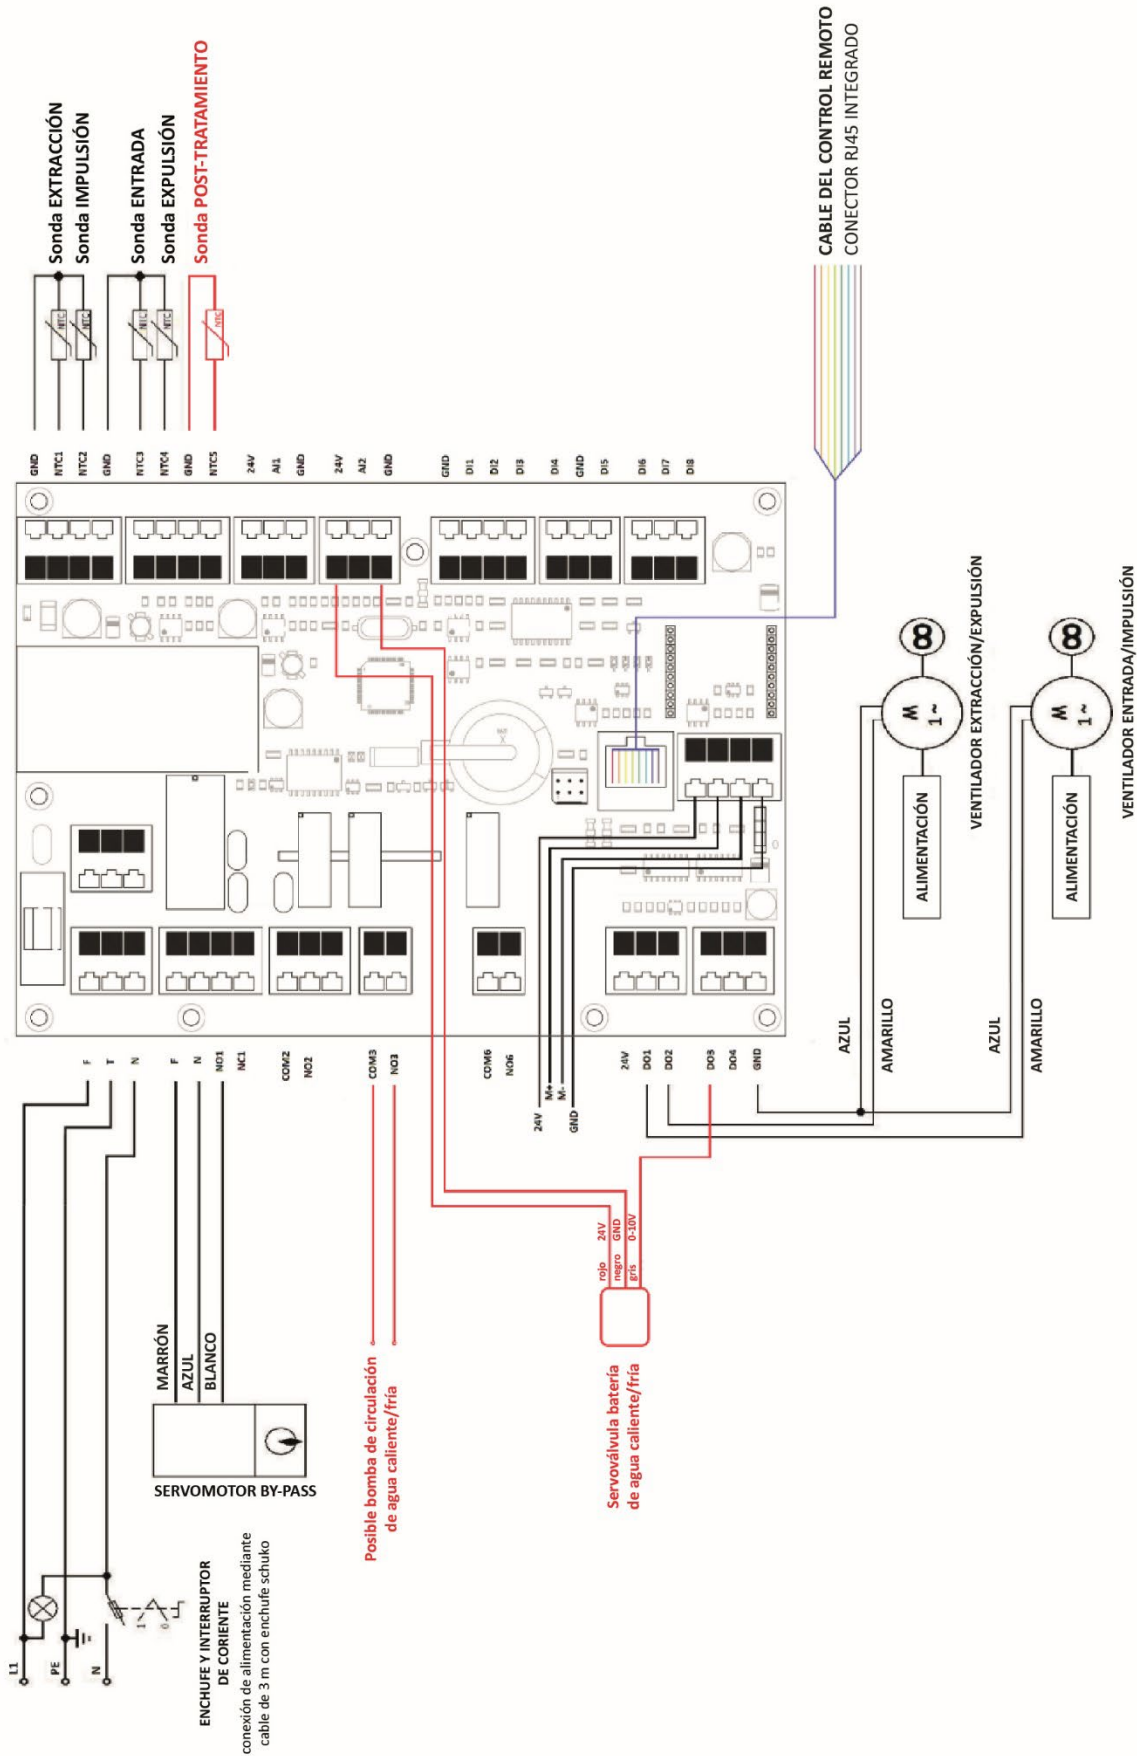 Sonda EXTRACCIÓN
Sonda IMPULSIÓN
Sonda ENTRADA
Sonda EXPULSIÓN
Sonda POST-TRATAMIENTO
NTC
NTC
NTC
NTC
NTC
GND
NTC1
NTC2
GND
NTC3
NTC4
GND
NTC5
24V
AI1
GND
24V
AI2
GND
GND
DI1
DI2
DI3
DI4
GND
DI5
DI6
DI7
DI8
CABLE DEL CONTROL REMOTO
CONECTOR RJ45 INTEGRADO
F
T
N
F
N
NO1
NC1
COM2
NO2
COM3
NO3
COM6
NO6
24V
M+
M-
GND
24V
DO1
DO2
DO3
DO4
GND
L1
PE
N
1
0
ENCHUFE Y INTERRUPTOR
DE CORIENTE
conexión de alimentación mediante
cable de 3 m con enchufe schuko
MARRÓN
AZUL
BLANCO
SERVOMOTOR BY-PASS
Posible bomba de circulación
de agua caliente/fría
rojo 24V
negro GND
gris 0-10V
Servoválvula batería
de agua caliente/fría
AZUL
AMARILLO
M
1~
ALIMENTACIÓN
VENTILADOR EXTRACCIÓN/EXPULSIÓN
AZUL
AMARILLO
M
1~
ALIMENTACIÓN
VENTILADOR ENTRADA/IMPULSIÓN